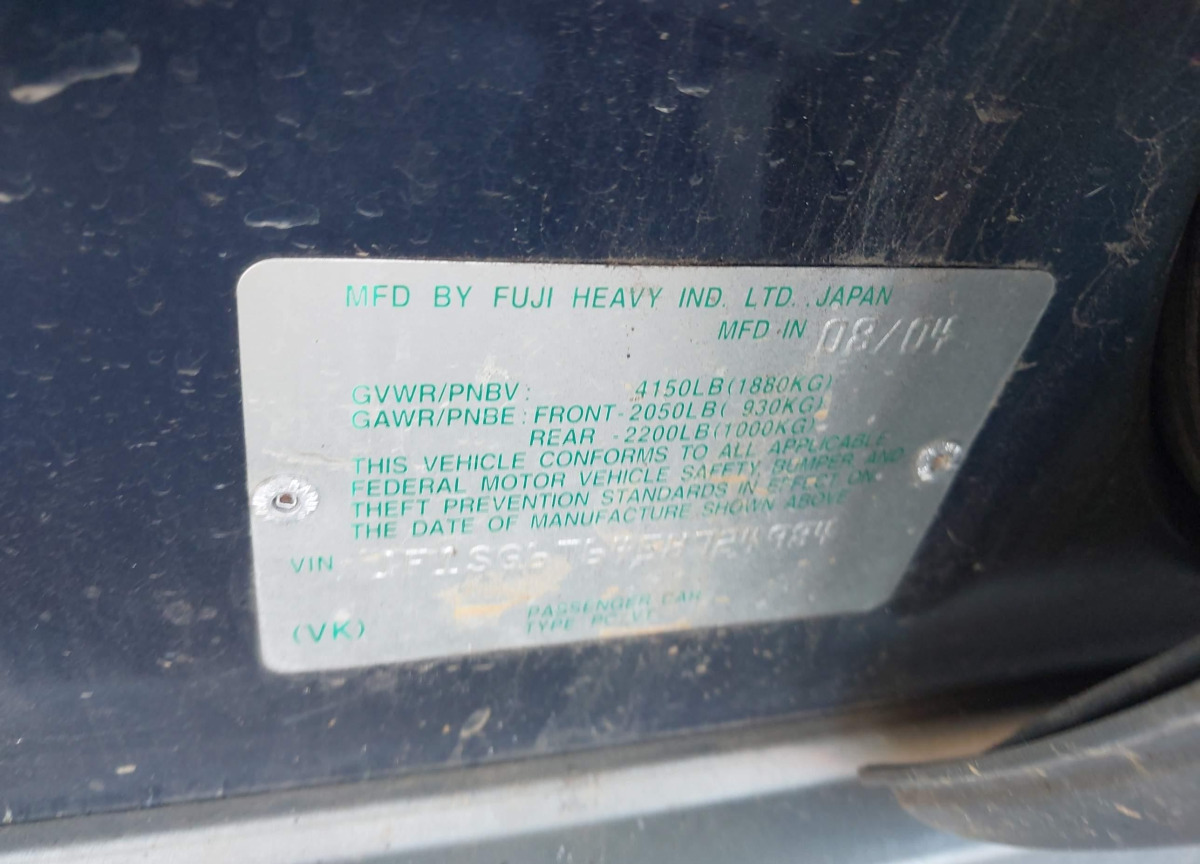 MFD BY FUJI HEAVY IND. LTD. JAPAN
MFD IN 08/04
GVWR/PNBV: 4150LB(1880KG)
GAWR/PNBE: FRONT-2050LB( 930KG)
REAR -2200LB(1000KG)
THIS VEHICLE CONFORMS TO ALL APPLICABLE
FEDERAL MOTOR VEHICLE SAFETY, BUMPER AND
THEFT PREVENTION STANDARDS IN EFFECT ON
THE DATE OF MANUFACTURE SHOWN ABOVE
VIN
PASSENGER CAR
(VK) TYPE